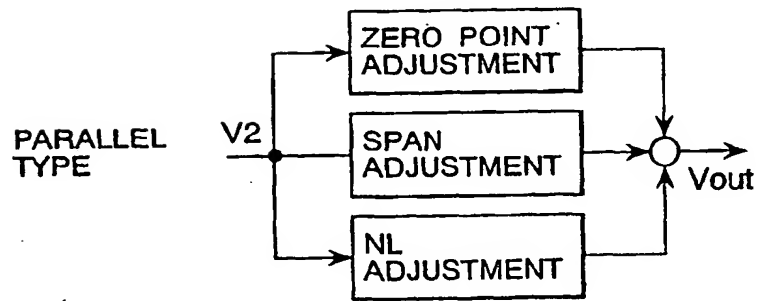 ZERO POINT
ADJUSTMENT
PARALLEL
TYPE
V2
SPAN
ADJUSTMENT
Vout
NL
ADJUSTMENT